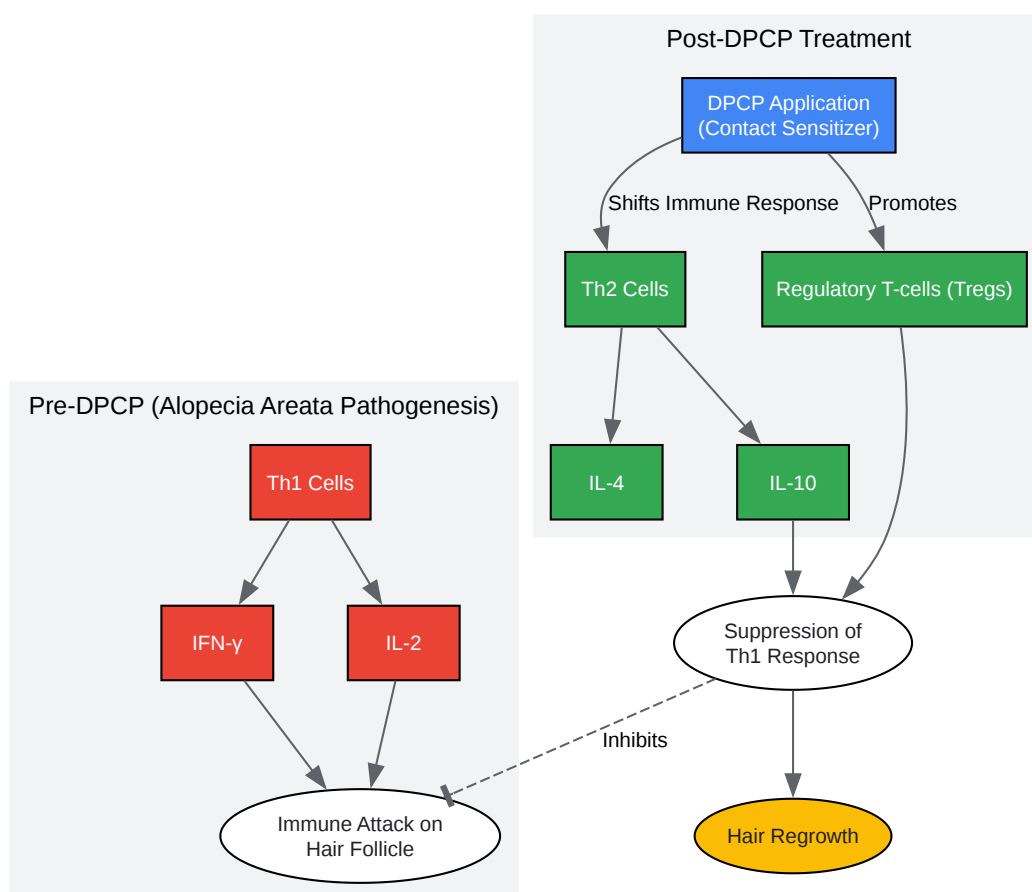 Post-DPCP Treatment
DPCP Application
(Contact Sensitizer)
Shifts Immune Response
Promotes
Th2 Cells
Regulatory T-cells (Tregs)
IL-4
IL-10
Pre-DPCP (Alopecia Areata Pathogenesis)
Th1 Cells
IFN-γ
IL-2
Suppression of
Th1 Response
Inhibits
Immune Attack on
Hair Follicle
Hair Regrowth